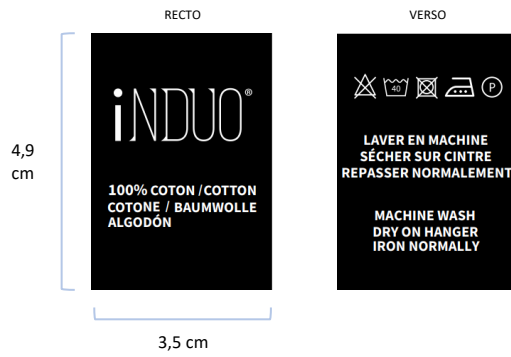 RECTO
VERSO
4,9
cm
iNDUO®
100% COTON / COTTON
COTONE / BAUMWOLLE
ALGODÓN
3,5 cm
40
P
LAVER EN MACHINE
SÉCHER SUR CINTRE
REPASSER NORMALEMENT
MACHINE WASH
DRY ON HANGER
IRON NORMALLY